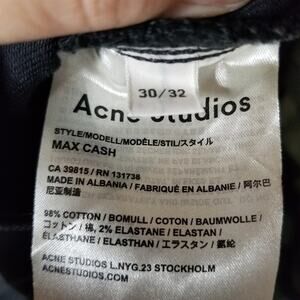 30/32
Acne Studios
STYLE/MODELL/MODÈLE/STIL/スタイル
MAX CASH
CA 39815 / RN 131738
MADE IN ALBANIA / FABRIQUÉ EN ALBANIE / 阿尔巴
尼亚制造
98% COTTON / BOMULL / COTON / BAUMWOLLE /
コットン / 棉, 2% ELASTANE / ELASTAN /
ÉLASTHANE / ELASTHAN / エラスタン / 氨纶
ACNE STUDIOS L.NYG.23 STOCKHOLM
ACNESTUDIOS.COM